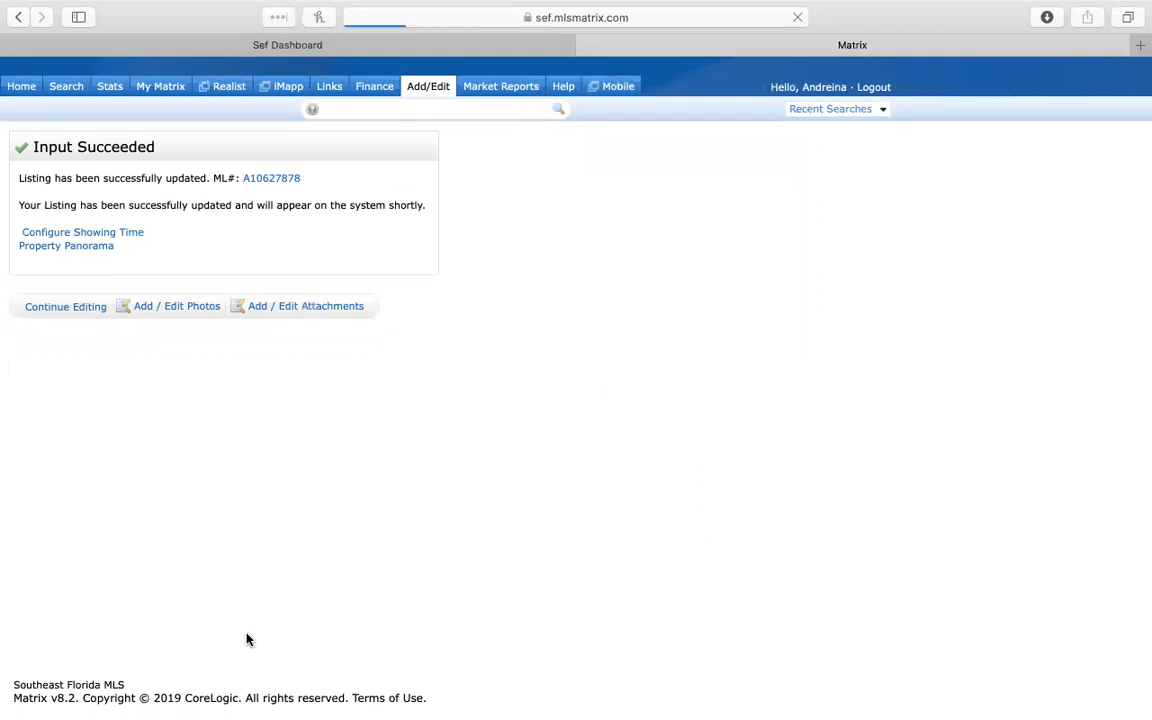 sef.mlsmatrix.com
Sef Dashboard
Matrix
Home Search Stats My Matrix Realist iMapp Links Finance Add/Edit Market Reports Help Mobile
Hello, Andreina · Logout
Recent Searches
Input Succeeded
Listing has been successfully updated. ML#: A10627878
Your Listing has been successfully updated and will appear on the system shortly.
Configure Showing Time
Property Panorama
Continue Editing Add / Edit Photos Add / Edit Attachments
Southeast Florida MLS
Matrix v8.2. Copyright © 2019 CoreLogic. All rights reserved. Terms of Use.